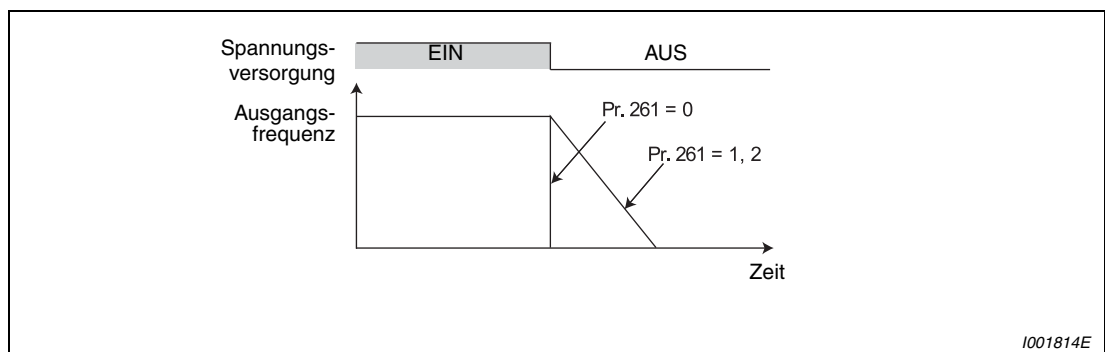 Spannungs-
versorgung
EIN
AUS
Ausgangs-
frequenz
Pr. 261 = 0
Pr. 261 = 1, 2
Zeit
I001814E